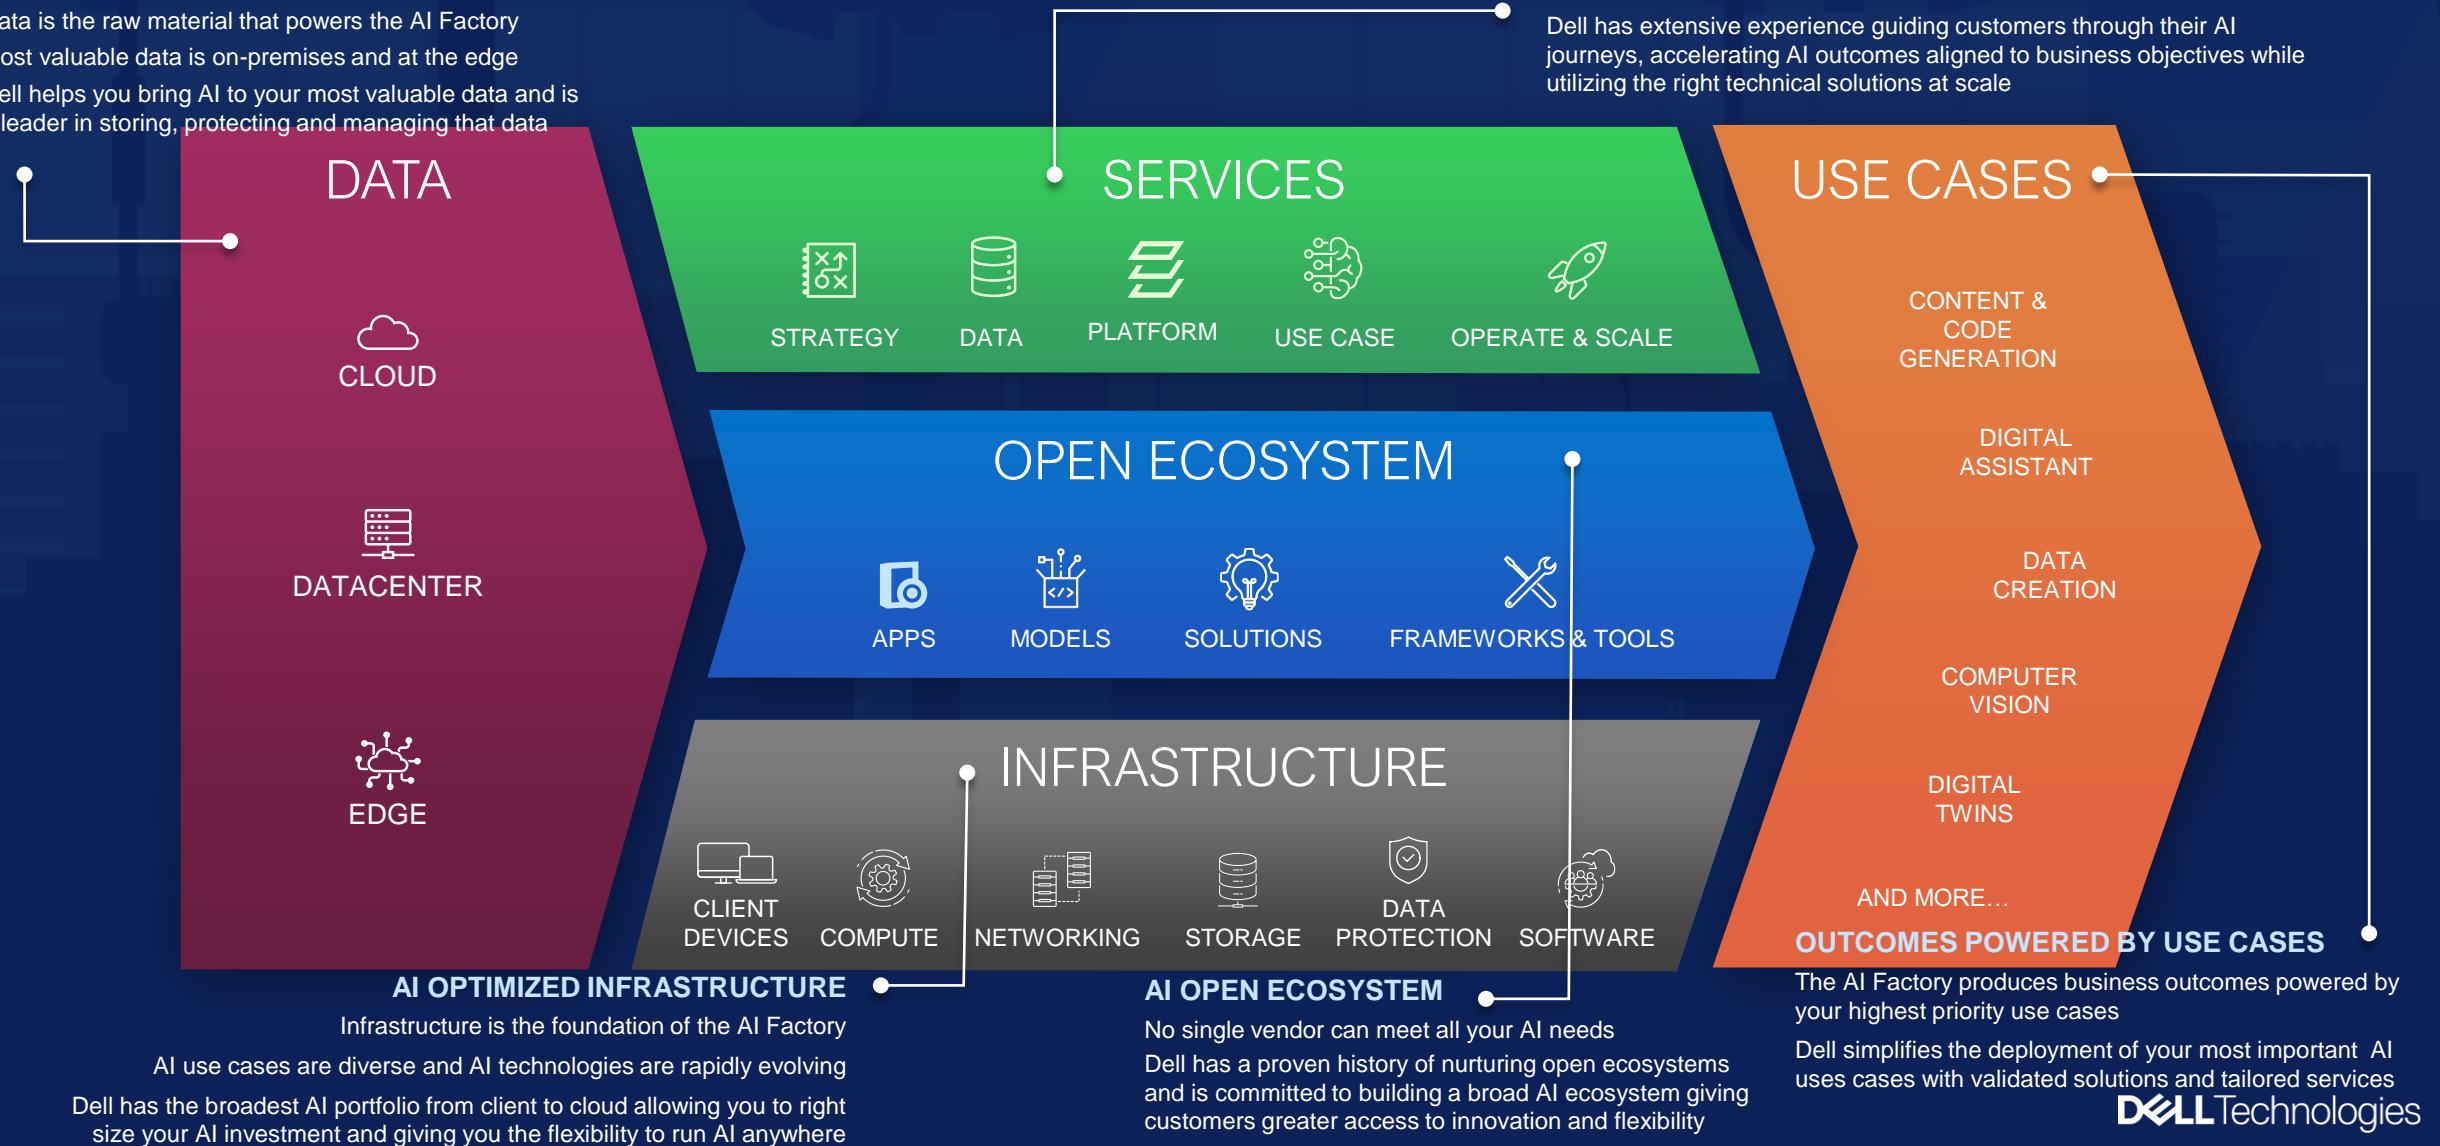 ata is the raw material that powers the AI Factory
ost valuable data is on-premises and at the edge
ell helps you bring AI to your most valuable data and is
leader in storing, protecting and managing that data
Dell has extensive experience guiding customers through their AI
journeys, accelerating AI outcomes aligned to business objectives while
utilizing the right technical solutions at scale
DATA
CLOUD
DATACENTER
EDGE
SERVICES
STRATEGY
DATA
PLATFORM
USE CASE
OPERATE & SCALE
OPEN ECOSYSTEM
APPS
MODELS
SOLUTIONS
FRAMEWORKS & TOOLS
INFRASTRUCTURE
CLIENT
DEVICES
COMPUTE
NETWORKING
STORAGE
DATA
PROTECTION
SOFTWARE
USE CASES
CONTENT &
CODE
GENERATION
DIGITAL
ASSISTANT
DATA
CREATION
COMPUTER
VISION
DIGITAL
TWINS
AND MORE…
AI OPTIMIZED INFRASTRUCTURE
Infrastructure is the foundation of the AI Factory
AI use cases are diverse and AI technologies are rapidly evolving
Dell has the broadest AI portfolio from client to cloud allowing you to right
size your AI investment and giving you the flexibility to run AI anywhere
AI OPEN ECOSYSTEM
No single vendor can meet all your AI needs
Dell has a proven history of nurturing open ecosystems
and is committed to building a broad AI ecosystem giving
customers greater access to innovation and flexibility
OUTCOMES POWERED BY USE CASES
The AI Factory produces business outcomes powered by
your highest priority use cases
Dell simplifies the deployment of your most important AI
uses cases with validated solutions and tailored services
DELL Technologies